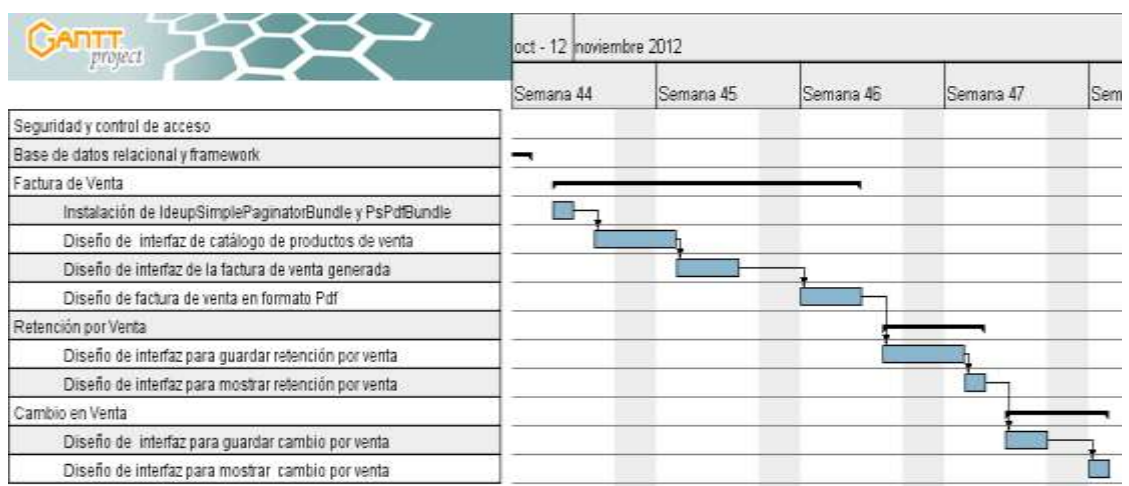 GANTT
project
oct - 12 noviembre 2012
Semana 44 Semana 45 Semana 46 Semana 47 Sem
Seguridad y control de acceso
Base de datos relacional y framework
Factura de Venta
Instalación de IdeupSimplePaginatorBundle y PsPdfBundle
Diseño de interfaz de catálogo de productos de venta
Diseño de interfaz de la factura de venta generada
Diseño de factura de venta en formato Pdf
Retención por Venta
Diseño de interfaz para guardar retención por venta
Diseño de interfaz para mostrar retención por venta
Cambio en Venta
Diseño de interfaz para guardar cambio por venta
Diseño de interfaz para mostrar cambio por venta